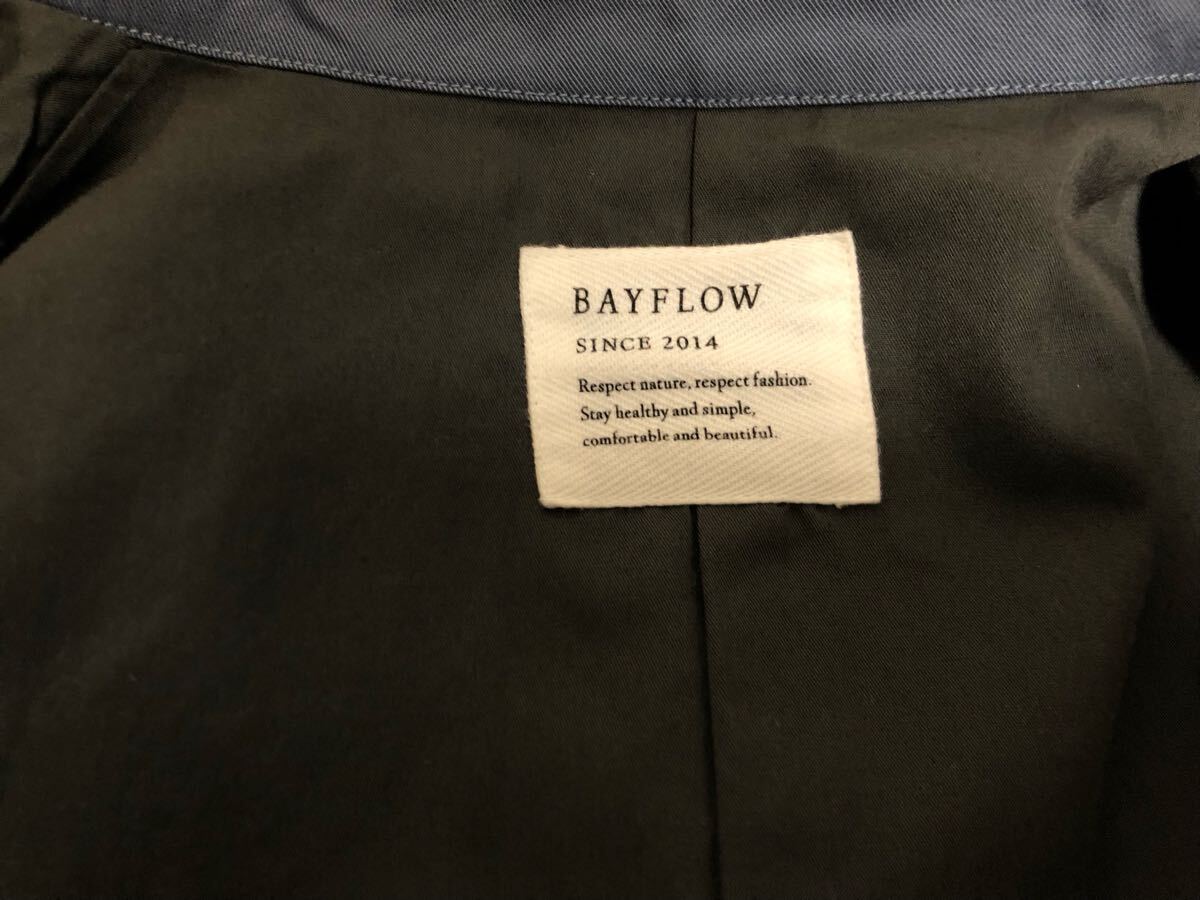 BAYFLOW
SINCE 2014
Respect nature, respect fashion.
Stay healthy and simple,
comfortable and beautiful.